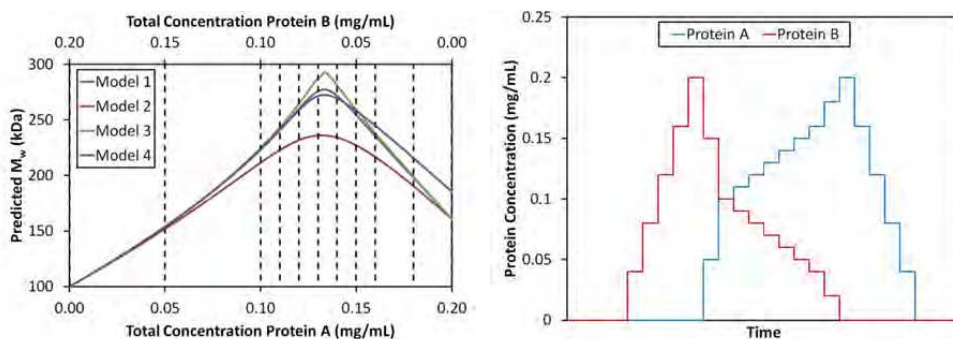 Total Concentration Protein B (mg/mL)
0.20 0.15 0.10 0.05 0.00
300
250
200
150
100
Predicted Mw (kDa)
Model 1
Model 2
Model 3
Model 4
0.00 0.05 0.10 0.15 0.20
Total Concentration Protein A (mg/mL)
0.25
0.2
0.15
0.1
0.05
0
Protein Concentration (mg/mL)
Protein A Protein B
Time